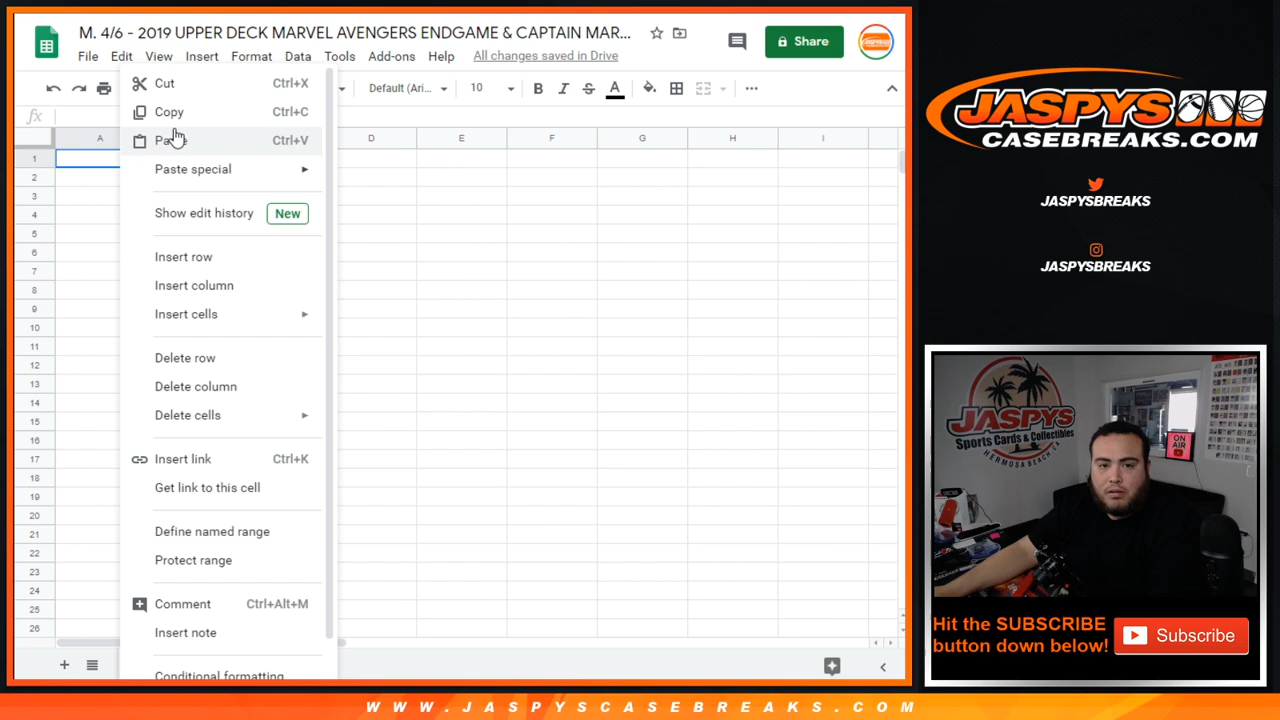 M. 4/6 - 2019 UPPER DECK MARVEL AVENGERS ENDGAME & CAPTAIN MAR...
Share
File Edit View Insert Format Data Tools Add-ons Help All changes saved in Drive
Default (Ari... 10 B I S A
fx
A D E F G H I
1
2
3
4
5
6
7
8
9
10
11
12
13
14
15
16
17
18
19
20
21
22
23
24
25
26
Cut Ctrl+X
Copy Ctrl+C
Paste Ctrl+V
Paste special
Show edit history New
Insert row
Insert column
Insert cells
Delete row
Delete column
Delete cells
Insert link Ctrl+K
Get link to this cell
Define named range
Protect range
Comment Ctrl+Alt+M
Insert note
Conditional formatting
JASPYS
CASEBREAKS.COM
JASPYSBREAKS
JASPYSBREAKS
JASPYS
Sports Cards & Collectibles
HERMOSA BEACH, CA
ON AIR
Hit the SUBSCRIBE
button down below!
Subscribe
WWW.JASPYSCASEBREAKS.COM